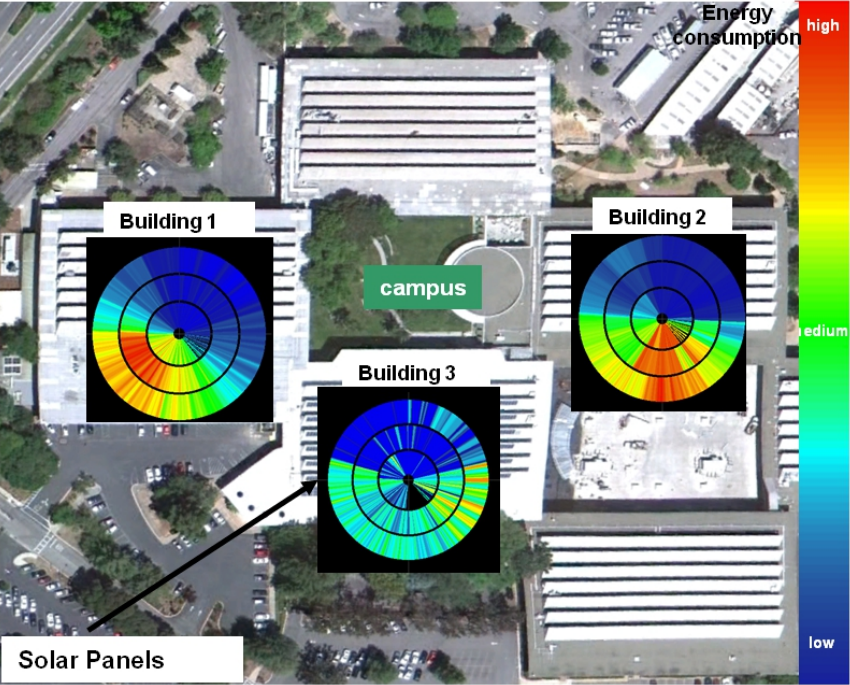 Energy
consumption
high
Building 1
Building 2
campus
edium
Building 3
low
Solar Panels